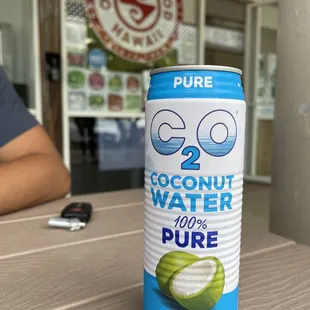 HAWAII
PURE
C2O
COCONUT
WATER
100%
PURE